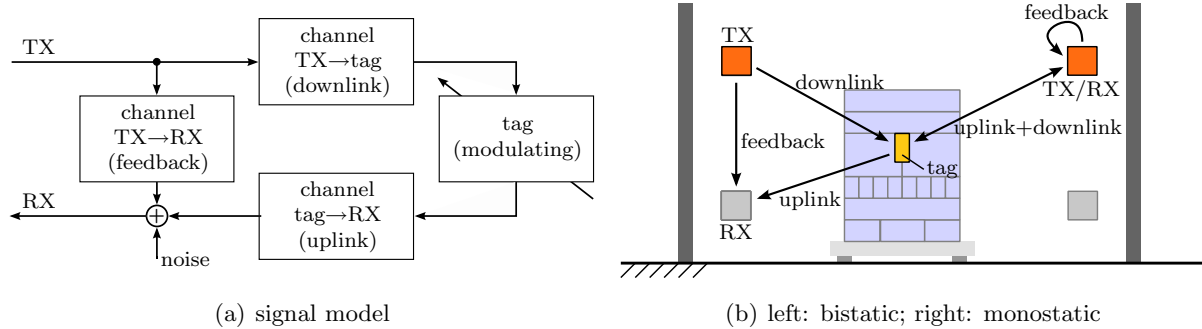 TX
channel
TX→tag
(downlink)
channel
TX→RX
(feedback)
tag
(modulating)
channel
tag→RX
(uplink)
RX
+
noise
(a) signal model
feedback
TX
TX/RX
downlink
uplink+downlink
feedback
tag
uplink
RX
(b) left: bistatic; right: monostatic